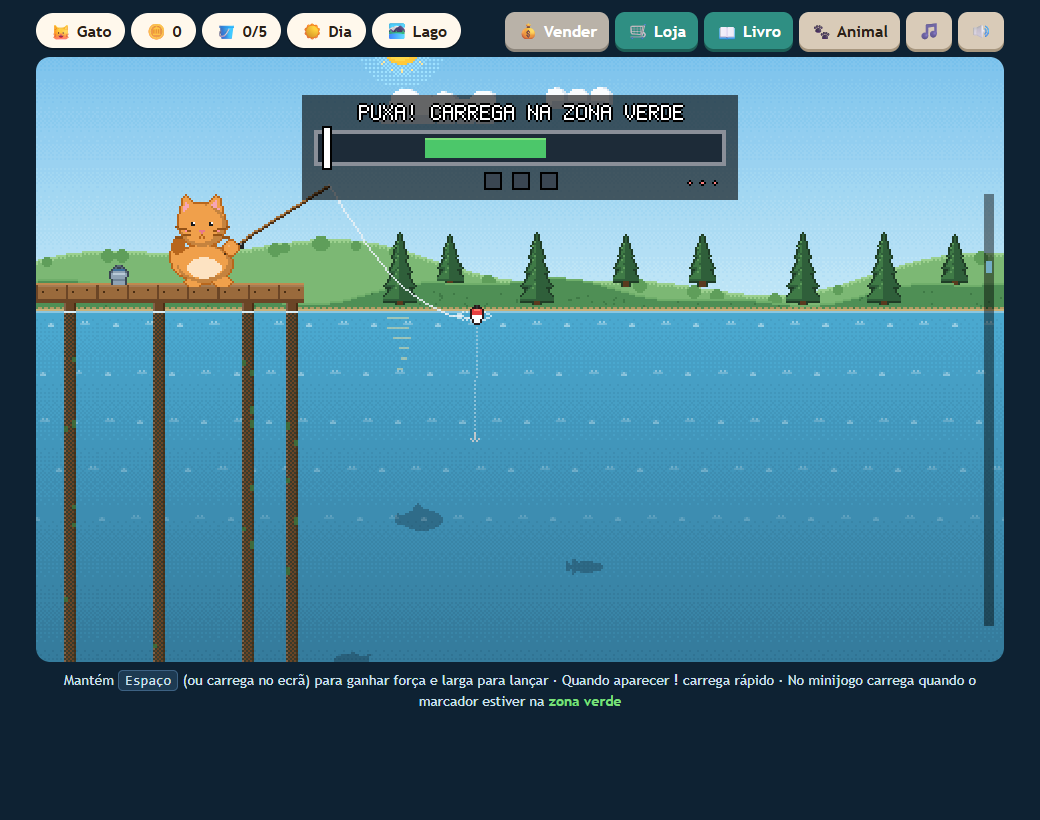 Gato 0 0/5 Dia Lago Vender Loja Livro Animal
PUXA! CARREGA NA ZONA VERDE
Mantém Espaço (ou carrega no ecrã) para ganhar força e larga para lançar · Quando aparecer ! carrega rápido · No minijogo carrega quando o
marcador estiver na zona verde